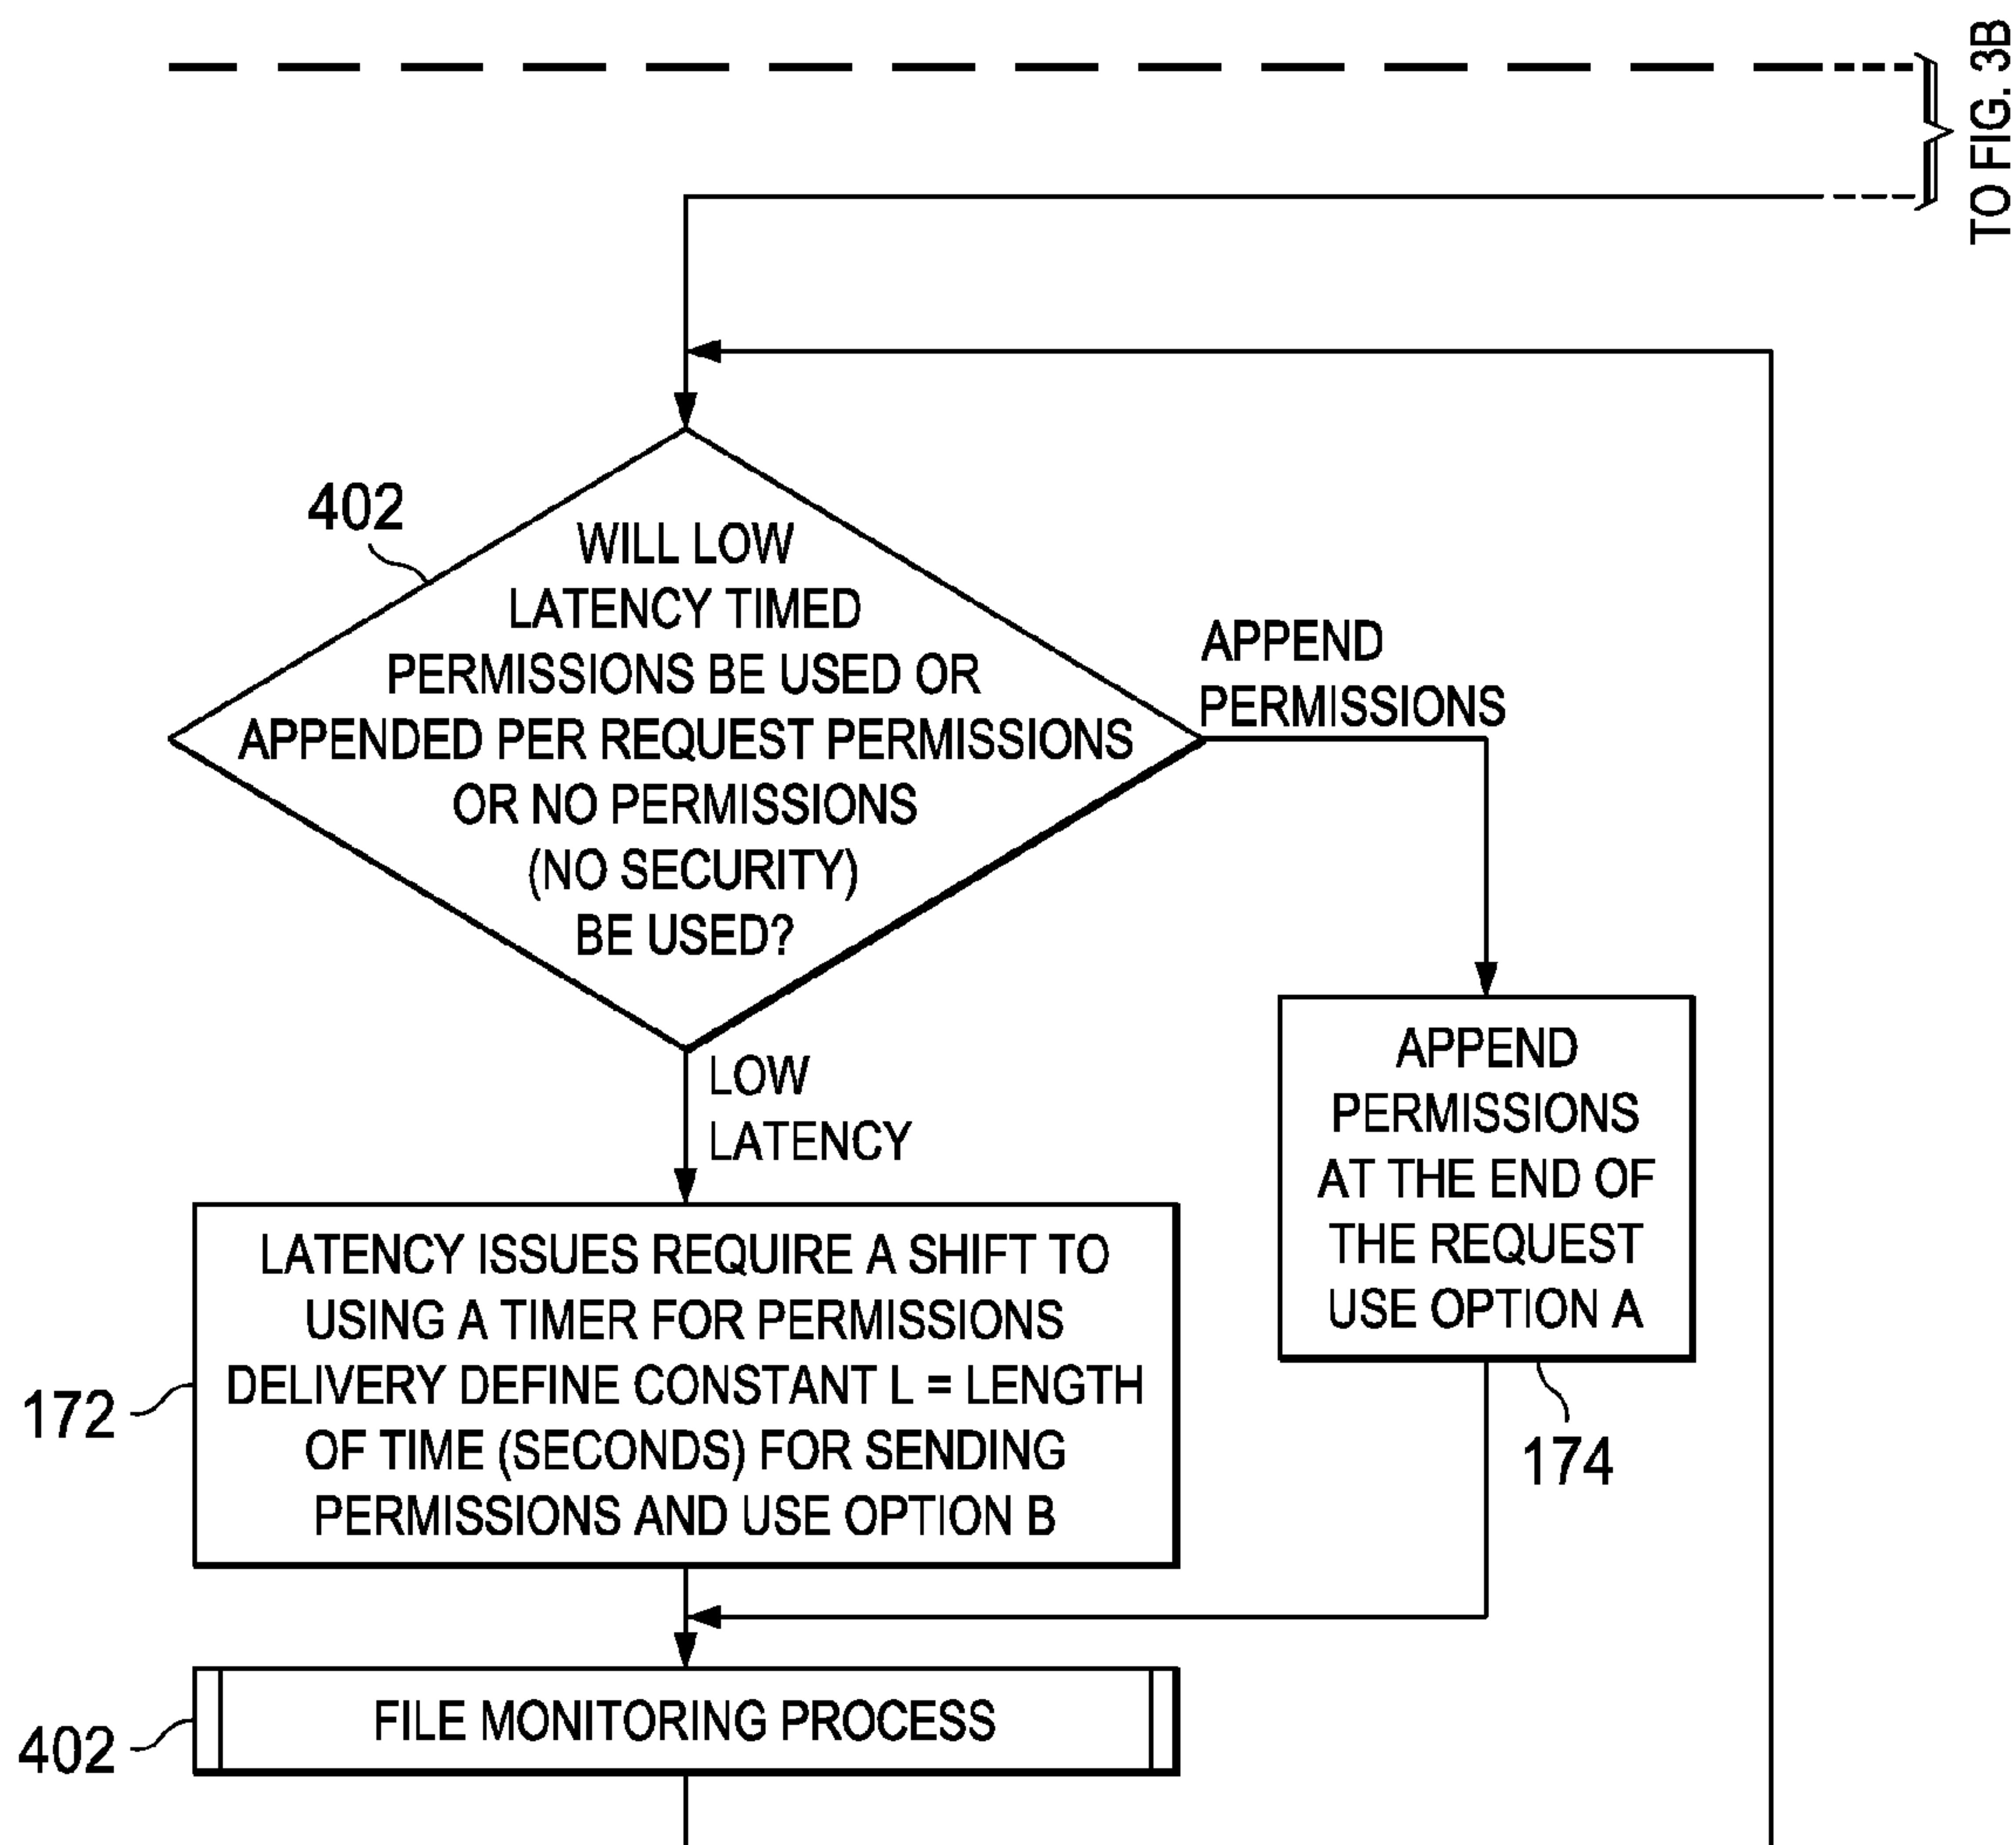 TO FIG. 3B
402
WILL LOW
LATENCY TIMED
PERMISSIONS BE USED OR
APPENDED PER REQUEST PERMISSIONS
OR NO PERMISSIONS
(NO SECURITY)
BE USED?
APPEND
PERMISSIONS
LOW
LATENCY
APPEND
PERMISSIONS
AT THE END OF
THE REQUEST
USE OPTION A
174
LATENCY ISSUES REQUIRE A SHIFT TO
USING A TIMER FOR PERMISSIONS
DELIVERY DEFINE CONSTANT L = LENGTH
OF TIME (SECONDS) FOR SENDING
PERMISSIONS AND USE OPTION B
172
FILE MONITORING PROCESS
402